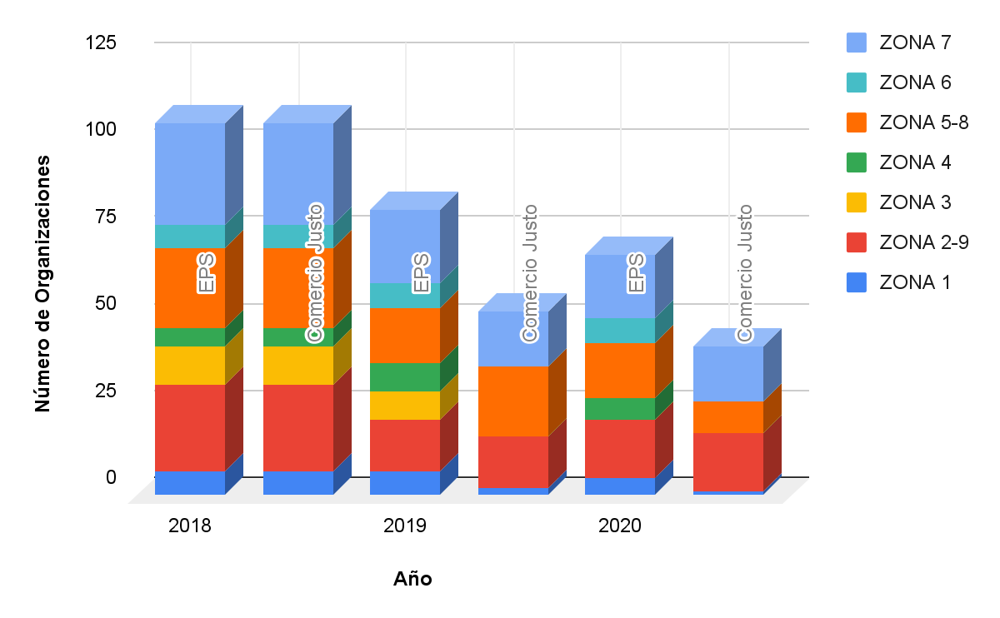 Número de Organizaciones
125
100
75
50
25
0
EPS
Comercio Justo
EPS
Comercio Justo
EPS
Comercio Justo
2018
2019
2020
Año
ZONA 7
ZONA 6
ZONA 5-8
ZONA 4
ZONA 3
ZONA 2-9
ZONA 1